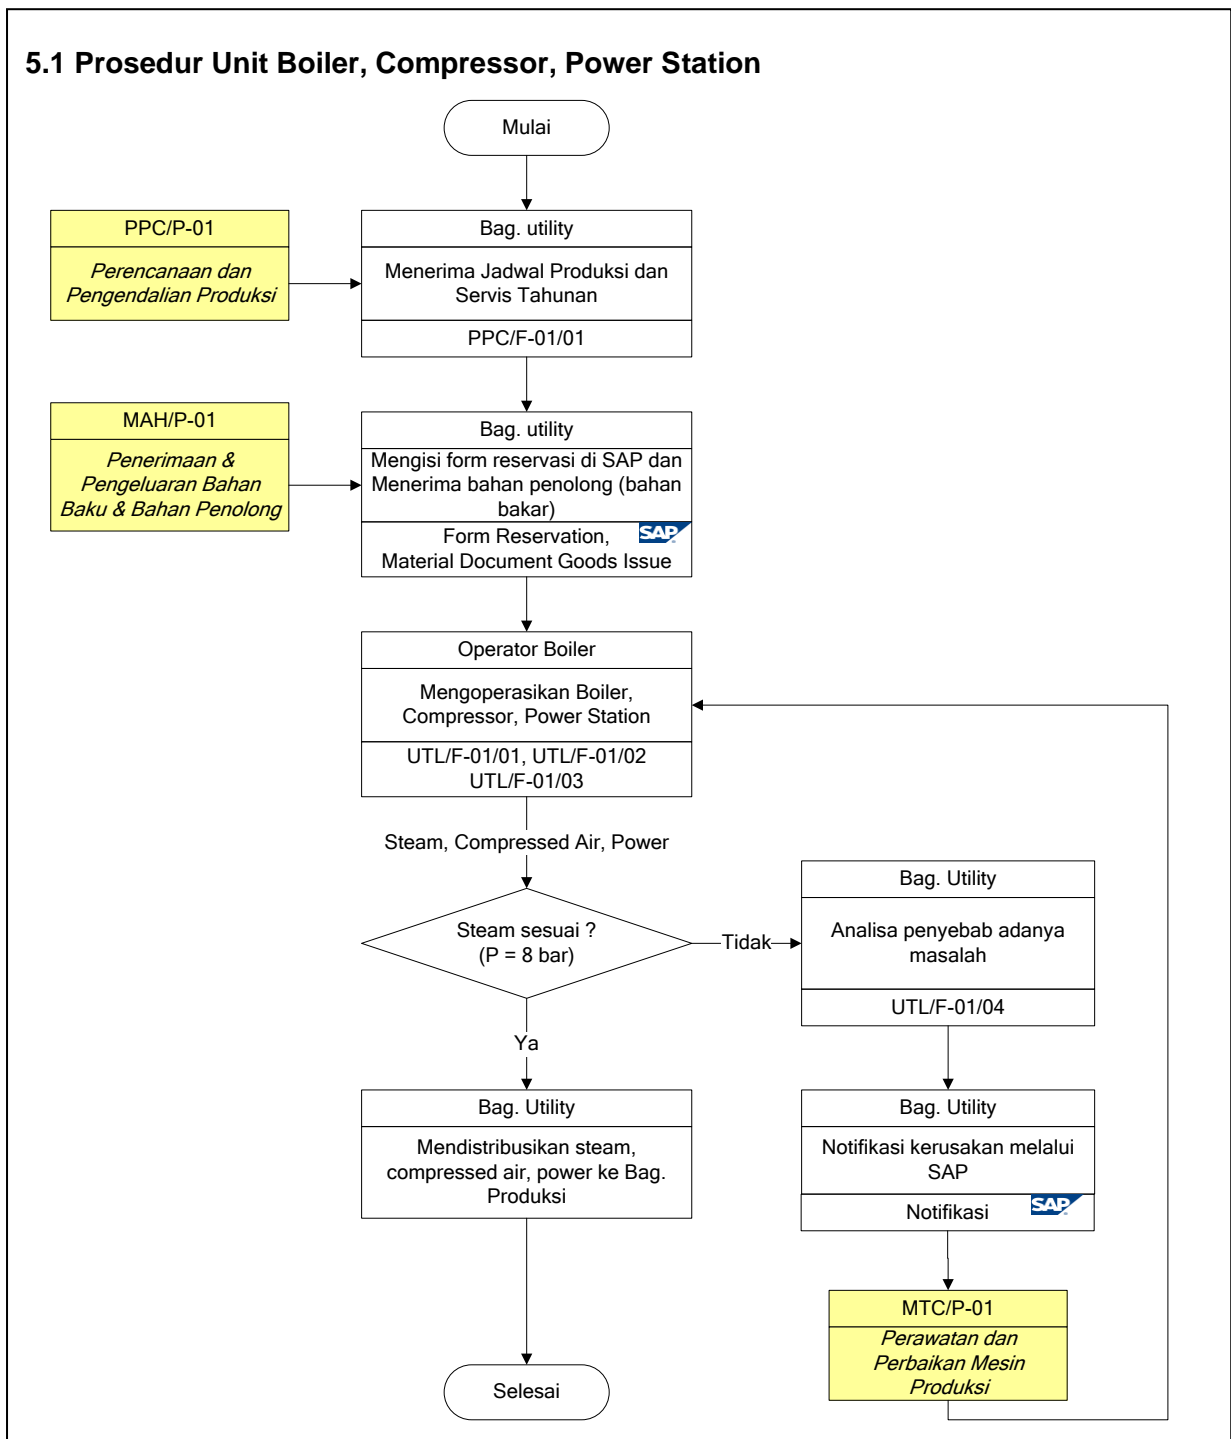 5.1 Prosedur Unit Boiler, Compressor, Power Station
Mulai
PPC/P-01
Perencanaan dan
Pengendalian Produksi
Bag. utility
Menerima Jadwal Produksi dan
Servis Tahunan
PPC/F-01/01
MAH/P-01
Penerimaan &
Pengeluaran Bahan
Baku & Bahan Penolong
Bag. utility
Mengisi form reservasi di SAP dan
Menerima bahan penolong (bahan
bakar)
Form Reservation,
SAP
Material Document Goods Issue
Operator Boiler
Mengoperasikan Boiler,
Compressor, Power Station
UTL/F-01/01, UTL/F-01/02
UTL/F-01/03
Steam, Compressed Air, Power
Steam sesuai ?
(P = 8 bar)
Tidak
Bag. Utility
Analisa penyebab adanya
masalah
UTL/F-01/04
Ya
Bag. Utility
Mendistribusikan steam,
compressed air, power ke Bag.
Produksi
Bag. Utility
Notifikasi kerusakan melalui
SAP
Notifikasi
SAP
MTC/P-01
Perawatan dan
Perbaikan Mesin
Produksi
Selesai